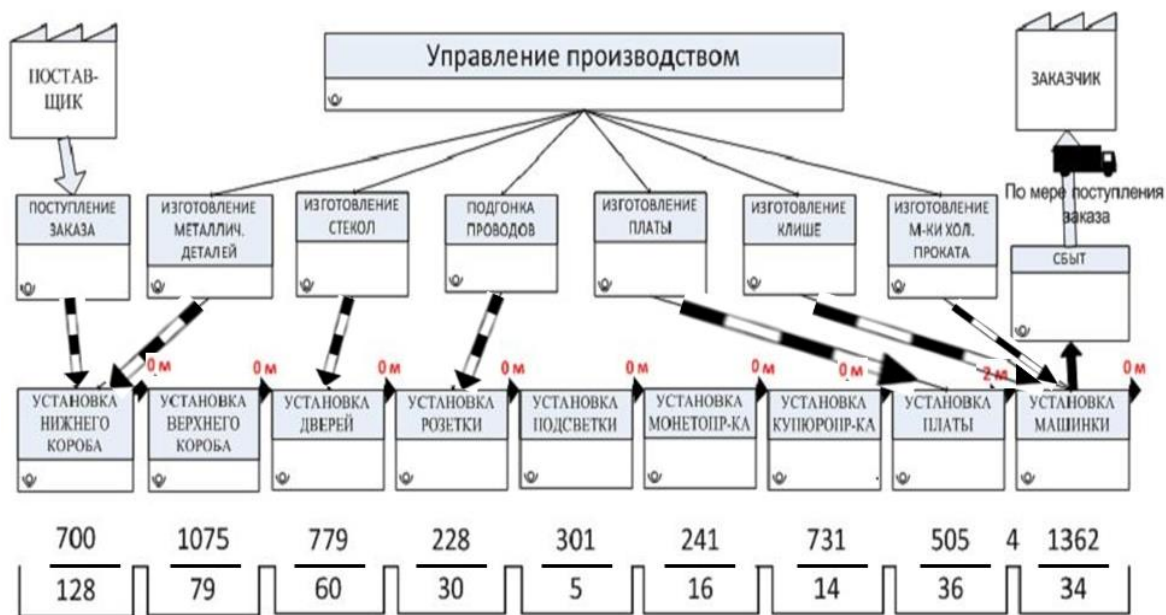 ПОСТАВ-
ЩИК
Управление производством
ЗАКАЗЧИК
По мере поступления
заказа
ПОСТУПЛЕНИЕ
ЗАКАЗА
ИЗГОТОВЛЕНИЕ
МЕТАЛЛИЧ.
ДЕТАЛЕЙ
ИЗГОТОВЛЕНИЕ
СТЕКОЛ
ПОДГОНКА
ПРОВОДОВ
ИЗГОТОВЛЕНИЕ
ПЛАТЫ
ИЗГОТОВЛЕНИЕ
КЛИШЕ
ИЗГОТОВЛЕНИЕ
М-КИ ХОЛ.
ПРОКАТА
СБЫТ
0 м
0 м
0 м
0 м
0 м
0 м
0 м
2 м
0 м
УСТАНОВКА
НИЖНЕГО
КОРОБА
УСТАНОВКА
ВЕРХНЕГО
КОРОБА
УСТАНОВКА
ДВЕРЕЙ
УСТАНОВКА
РОЗЕТКИ
УСТАНОВКА
ПОДСВЕТКИ
УСТАНОВКА
МОНЕТОПР-КА
УСТАНОВКА
КУПЮРОПР-КА
УСТАНОВКА
ПЛАТЫ
УСТАНОВКА
МАШИНКИ
700 1075 779 228 301 241 731 505 4 1362
128 79 60 30 5 16 14 36 34